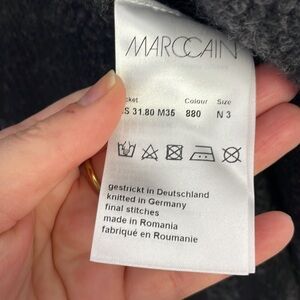 MARCCAIN
cket Colour Size
S 31.80 M35 880 N 3
gestrickt in Deutschland
knitted in Germany
final stitches
made in Romania
fabriqué en Roumanie